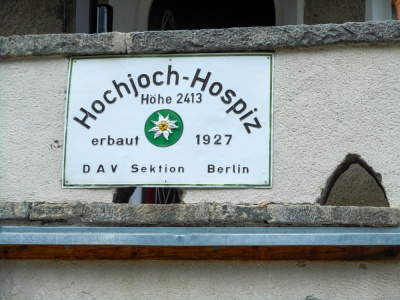 Hochjoch-Hospiz
Höhe 2413
erbaut 1927
DAV Sektion Berlin